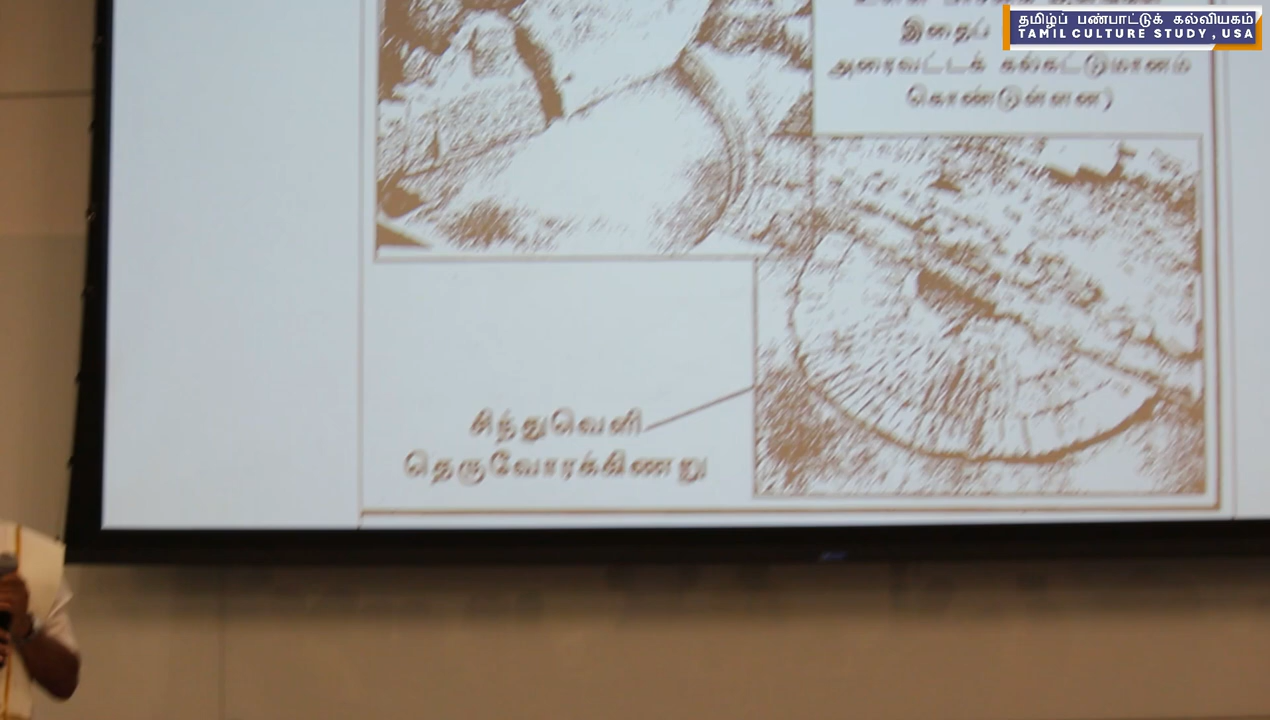 தமிழ்ப் பண்பாட்டுக் கல்வியகம்
TAMIL CULTURE STUDY, USA
இதைப்
அரைவட்டக் கல்கட்டுமானம்
கொண்டுள்ளன)
சிந்துவெளி
தெருவோரக்கிணறு